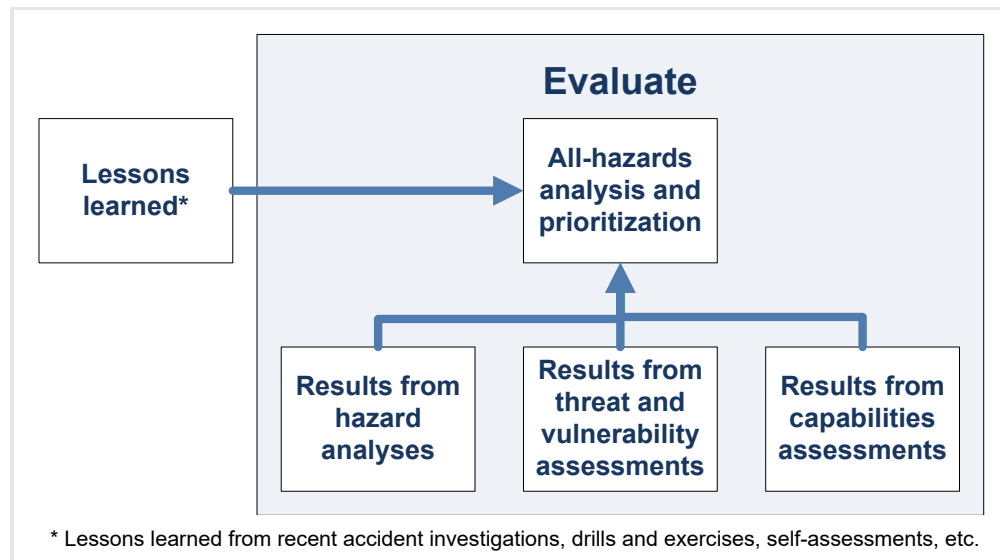 Evaluate
Lessons
learned*
All-hazards
analysis and
prioritization
Results from
hazard
analyses
Results from
threat and
vulnerability
assessments
Results from
capabilities
assessments
* Lessons learned from recent accident investigations, drills and exercises, self-assessments, etc.